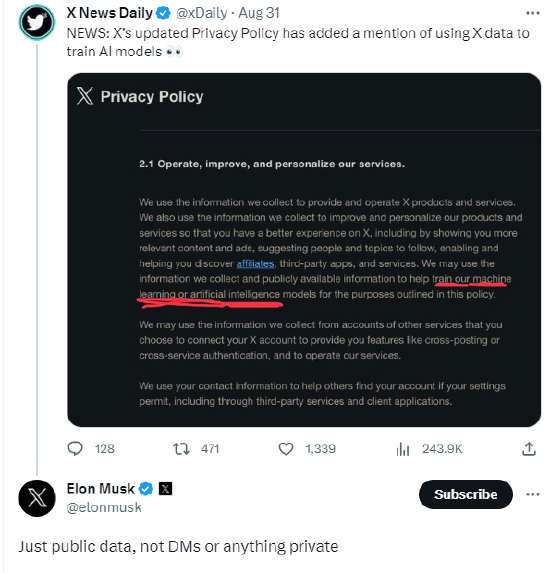 X News Daily @xDaily · Aug 31
NEWS: X's updated Privacy Policy has added a mention of using X data to
train AI models 👀
X Privacy Policy
2.1 Operate, improve, and personalize our services.
We use the information we collect to provide and operate X products and services.
We also use the information we collect to improve and personalize our products and
services so that you have a better experience on X, including by showing you more
relevant content and ads, suggesting people and topics to follow, enabling and
helping you discover affiliates, third-party apps, and services. We may use the
information we collect and publicly available information to help train our machine
learning or artificial intelligence models for the purposes outlined in this policy.
We may use the information we collect from accounts of other services that you
choose to connect your X account to provide you features like cross-posting or
cross-service authentication, and to operate our services.
We use your contact information to help others find your account if your settings
permit, including through third-party services and client applications.
128 471 1,339 243.9K
Elon Musk X
@elonmusk
Subscribe
Just public data, not DMs or anything private